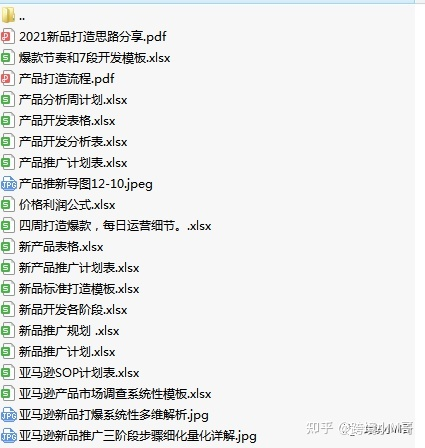 ..
2021新品打造思路分享.pdf
爆款节奏和7段开发模板.xlsx
产品打造流程.pdf
产品分析周计划.xlsx
产品开发表格.xlsx
产品开发分析表.xlsx
产品推广计划表.xlsx
产品推新导图12-10.jpeg
价格利润公式.xlsx
四周打造爆款，每日运营细节。.xlsx
新产品表格.xlsx
新产品推广计划表.xlsx
新品标准打造模板.xlsx
新品开发各阶段.xlsx
新品推广规划 .xlsx
新品推广计划.xlsx
亚马逊SOP计划表.xlsx
亚马逊产品市场调查系统性模板.xlsx
亚马逊新品打爆系统性多维解析.jpg
亚马逊新品推广三阶段步骤细化量化详解.jpg
知乎